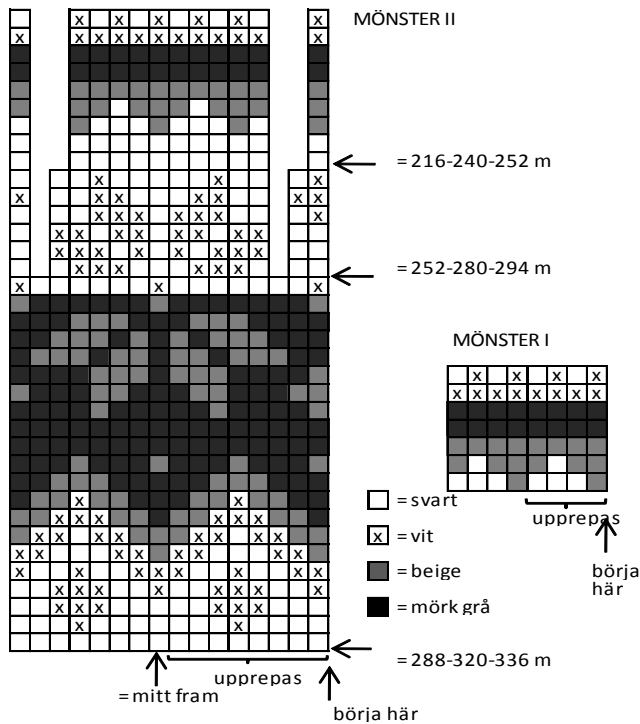 MÖNSTER II
= 216-240-252 m
= 252-280-294 m
MÖNSTER I
upprepas
börja
här
= svart
= vit
= beige
= mörk grå
= 288-320-336 m
upprepas
= mitt fram
börja här